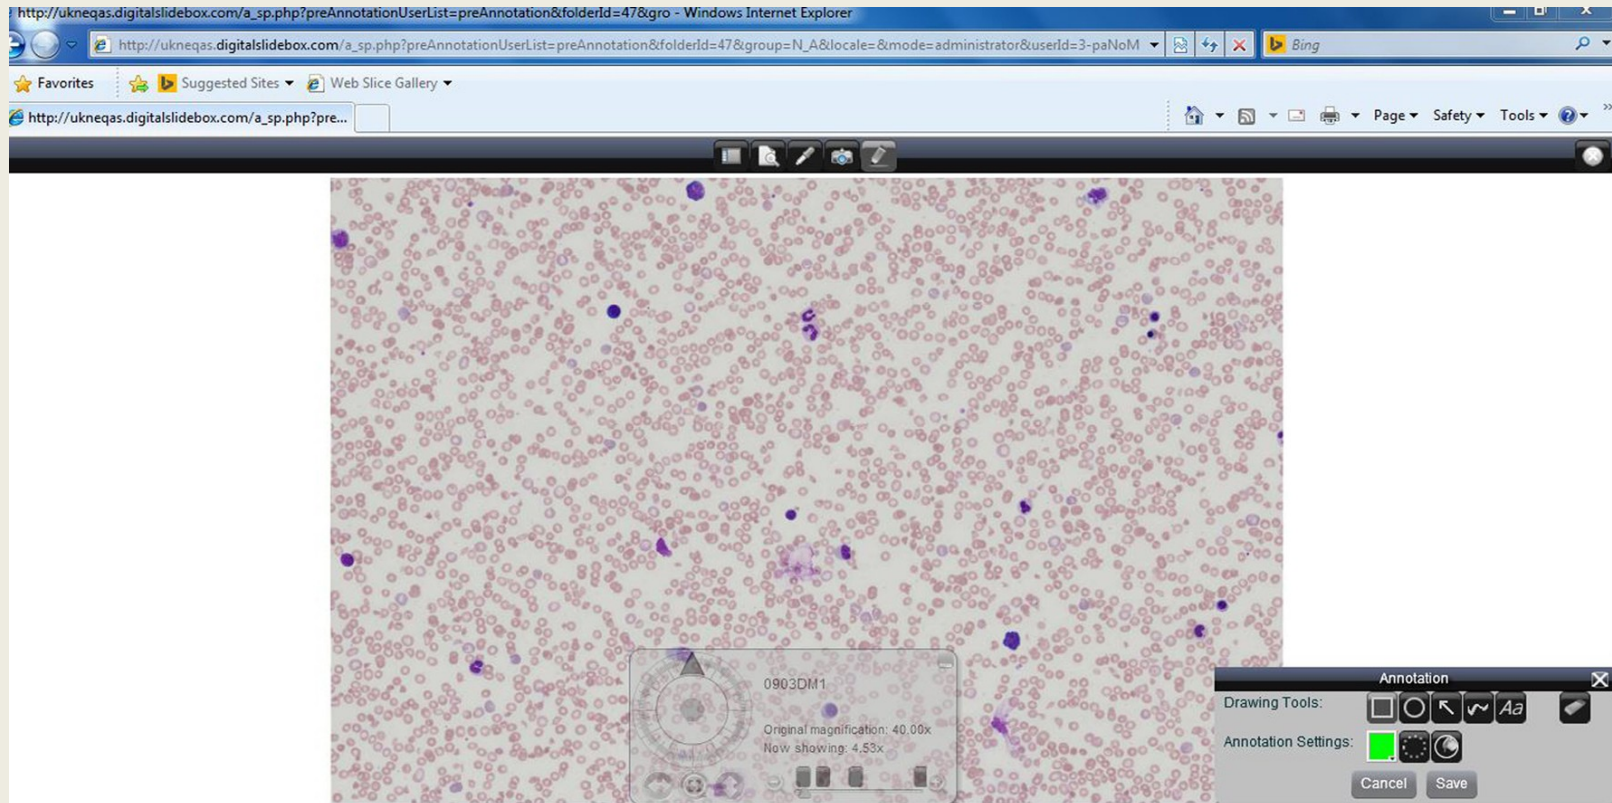 http://ukneqas.digitalslidebox.com/a_sp.php?preAnnotationUserList=preAnnotation&folderId=47&gro - Windows Internet Explorer
http://ukneqas.digitalslidebox.com/a_sp.php?preAnnotationUserList=preAnnotation&folderId=47&group=N_A&locale=&mode=administrator&userId=3-paNoM
Bing
Favorites Suggested Sites Web Slice Gallery
http://ukneqas.digitalslidebox.com/a_sp.php?pre...
Page Safety Tools
0903DM1
Original magnification: 40.00x
Now showing: 4.53x
Annotation
Drawing Tools:
Aa
Annotation Settings:
Cancel Save